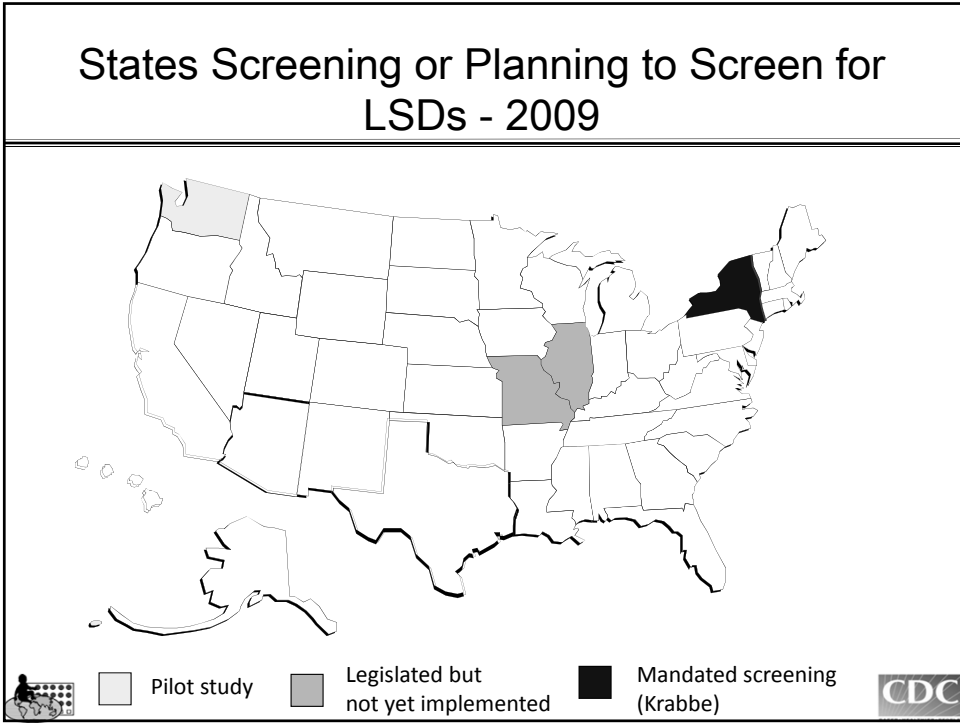 States Screening or Planning to Screen for
LSDs - 2009
Pilot study
Legislated but
not yet implemented
Mandated screening
(Krabbe)
CDC